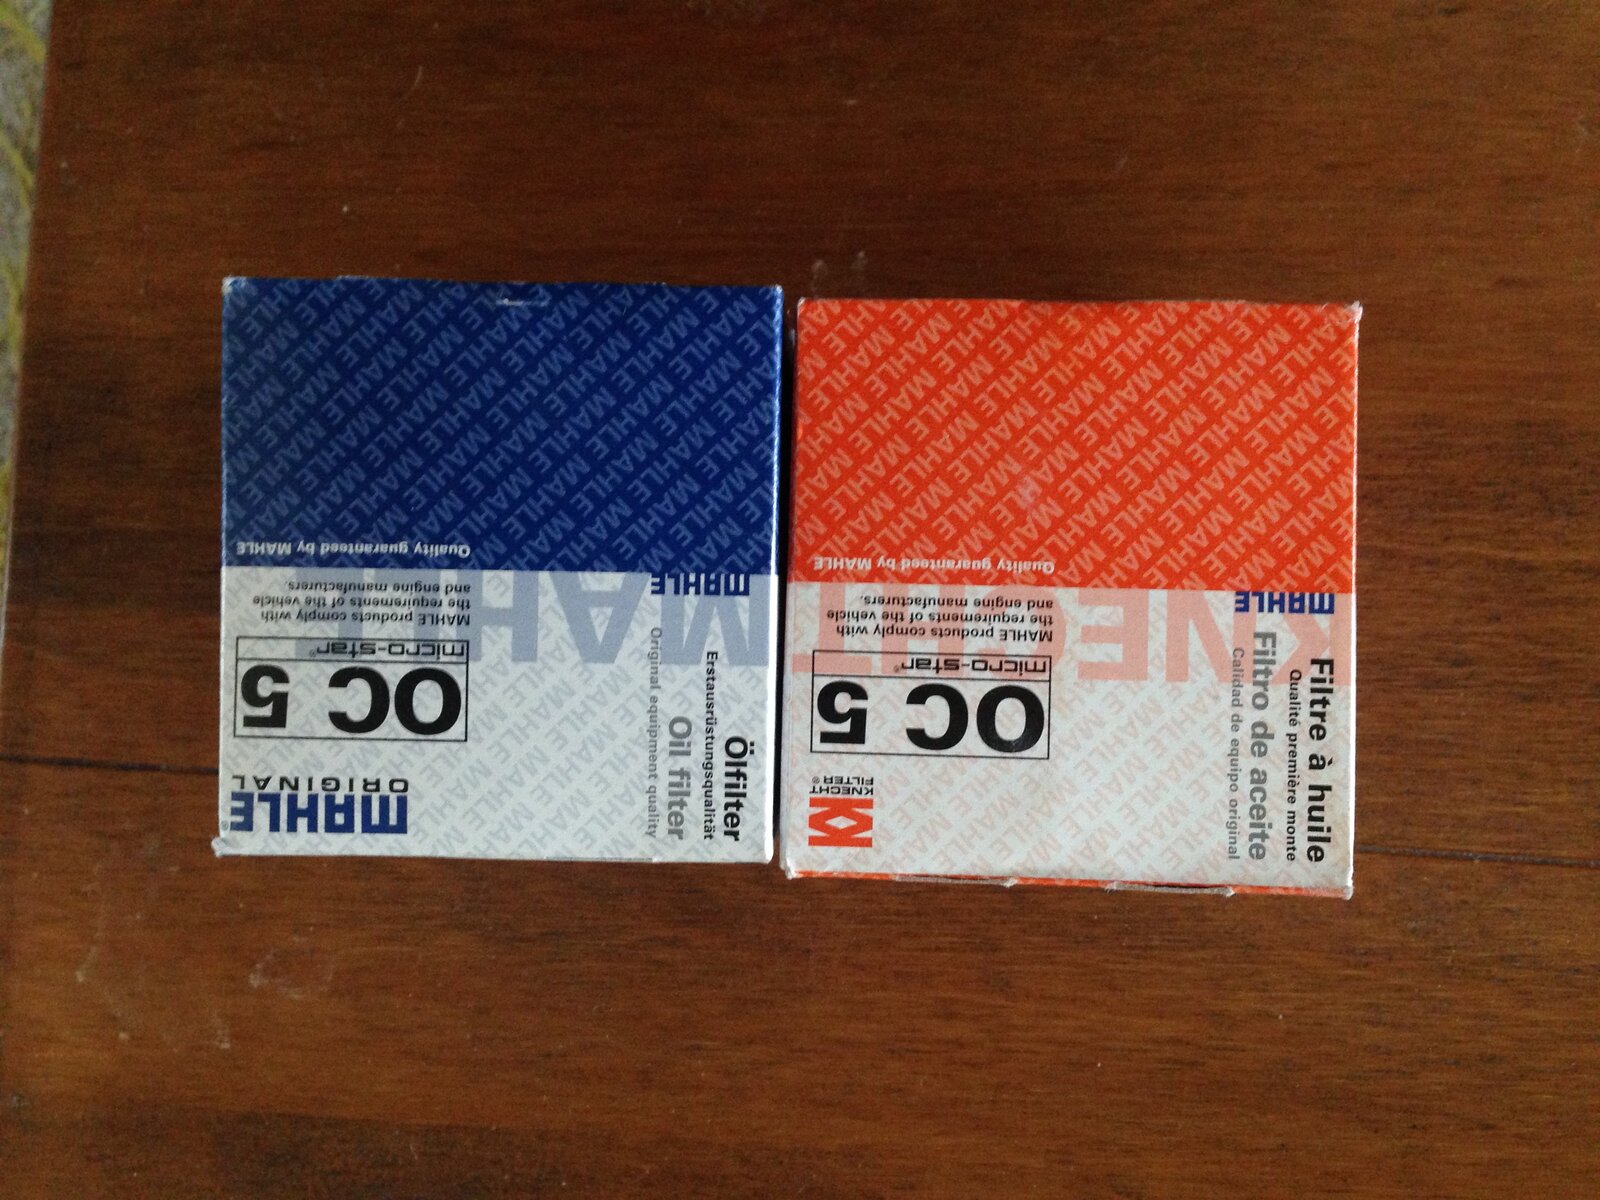 MAHLE
ORIGINAL
OC 5
micro-star®
MAHLE products comply with
the requirements of the vehicle
and engine manufacturers.
Quality guaranteed by MAHLE
MAHLE
MAHLE
Ölfilter
Erstausrüstungsqualität
Oil filter
Original equipment quality
KNECHT
FILTER®
OC 5
micro-star®
MAHLE products comply with
the requirements of the vehicle
and engine manufacturers.
Quality guaranteed by MAHLE
KNECHT
MAHLE
Filtre à huile
Qualité première monte
Filtro de aceite
Calidad de equipo original